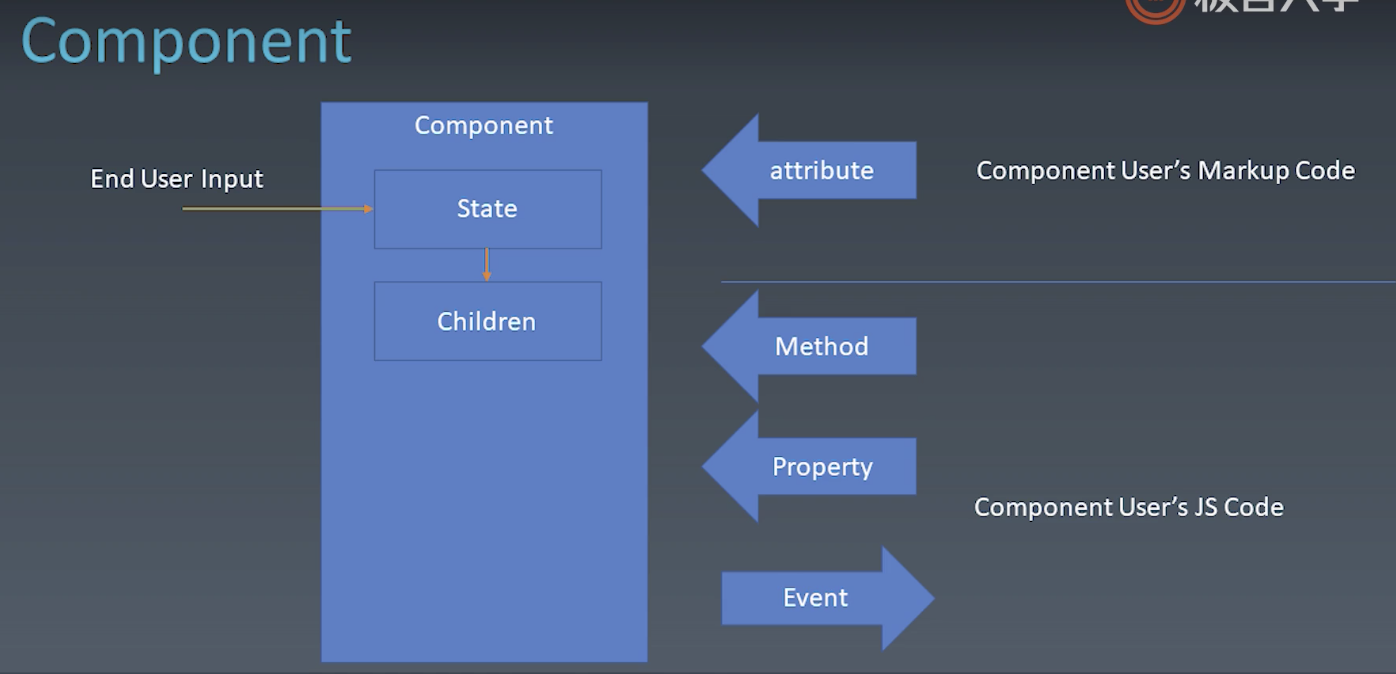 Component
Component
End User Input
State
Children
attribute
Component User's Markup Code
Method
Property
Component User's JS Code
Event